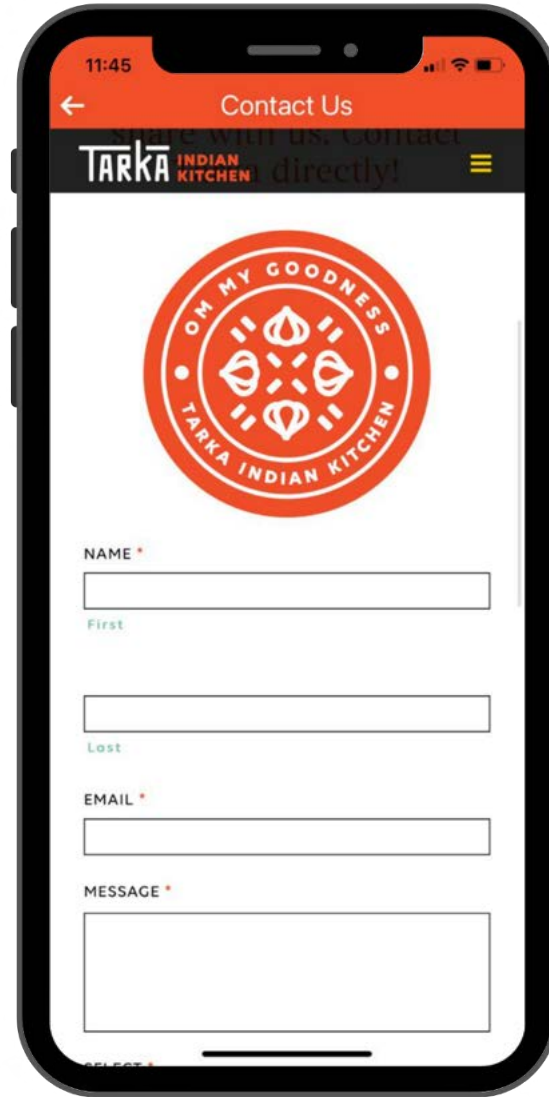 11:45
Contact Us
share with us. Contact
directly!
TARKA INDIAN
KITCHEN
OM MY GOODNESS
TARKA INDIAN KITCHEN
NAME *
First
Last
EMAIL *
MESSAGE *
SELECT *